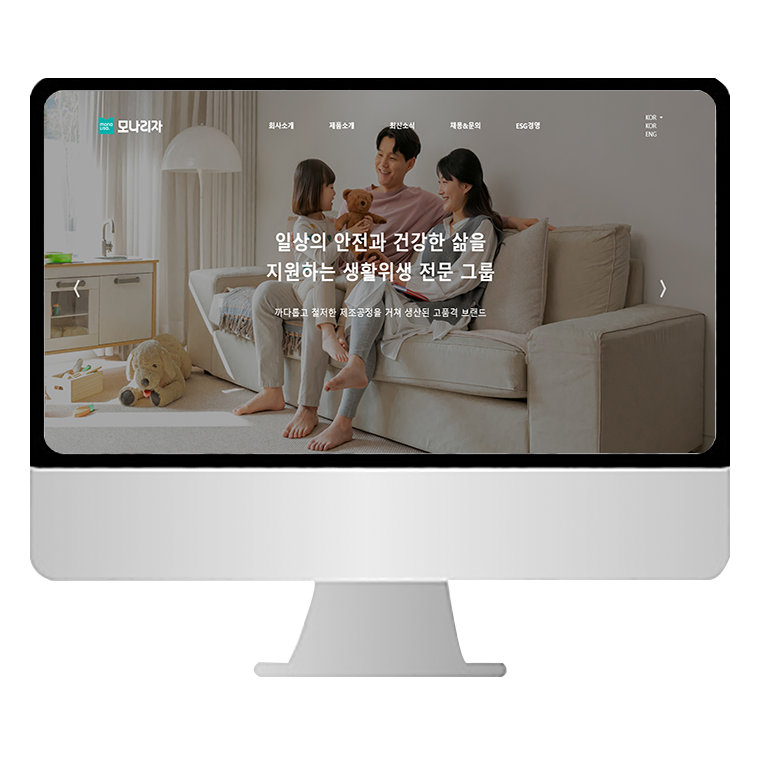 mona
LISA.
모나리자
회사소개 제품소개 최신소식 채용&문의 ESG경영
KOR
KOR
ENG
일상의 안전과 건강한 삶을
지원하는 생활위생 전문 그룹
까다롭고 철저한 제조공정을 거쳐 생산된 고품격 브랜드